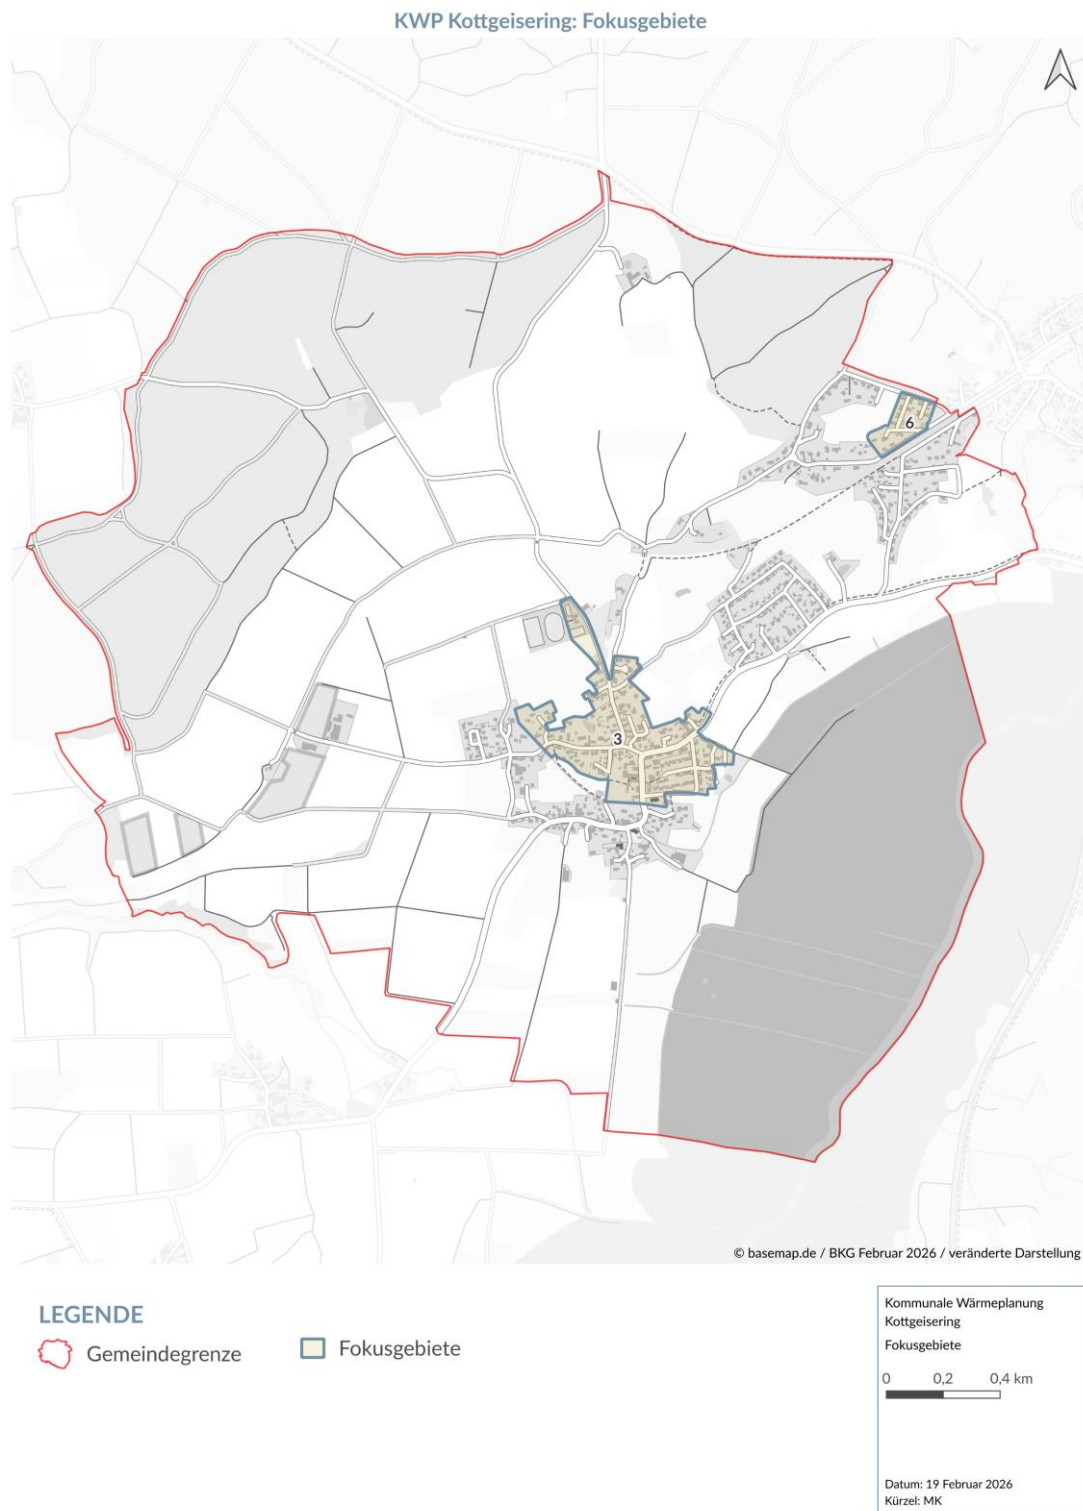 KWP Kottgeisering: Fokusgebiete
6
3
© basemap.de / BKG Februar 2026 / veränderte Darstellung
LEGENDE
Gemeindegrenze
Fokusgebiete
Kommunale Wärmeplanung
Kottgeisering
Fokusgebiete
0 0,2 0,4 km
Datum: 19 Februar 2026
Kürzel: MK